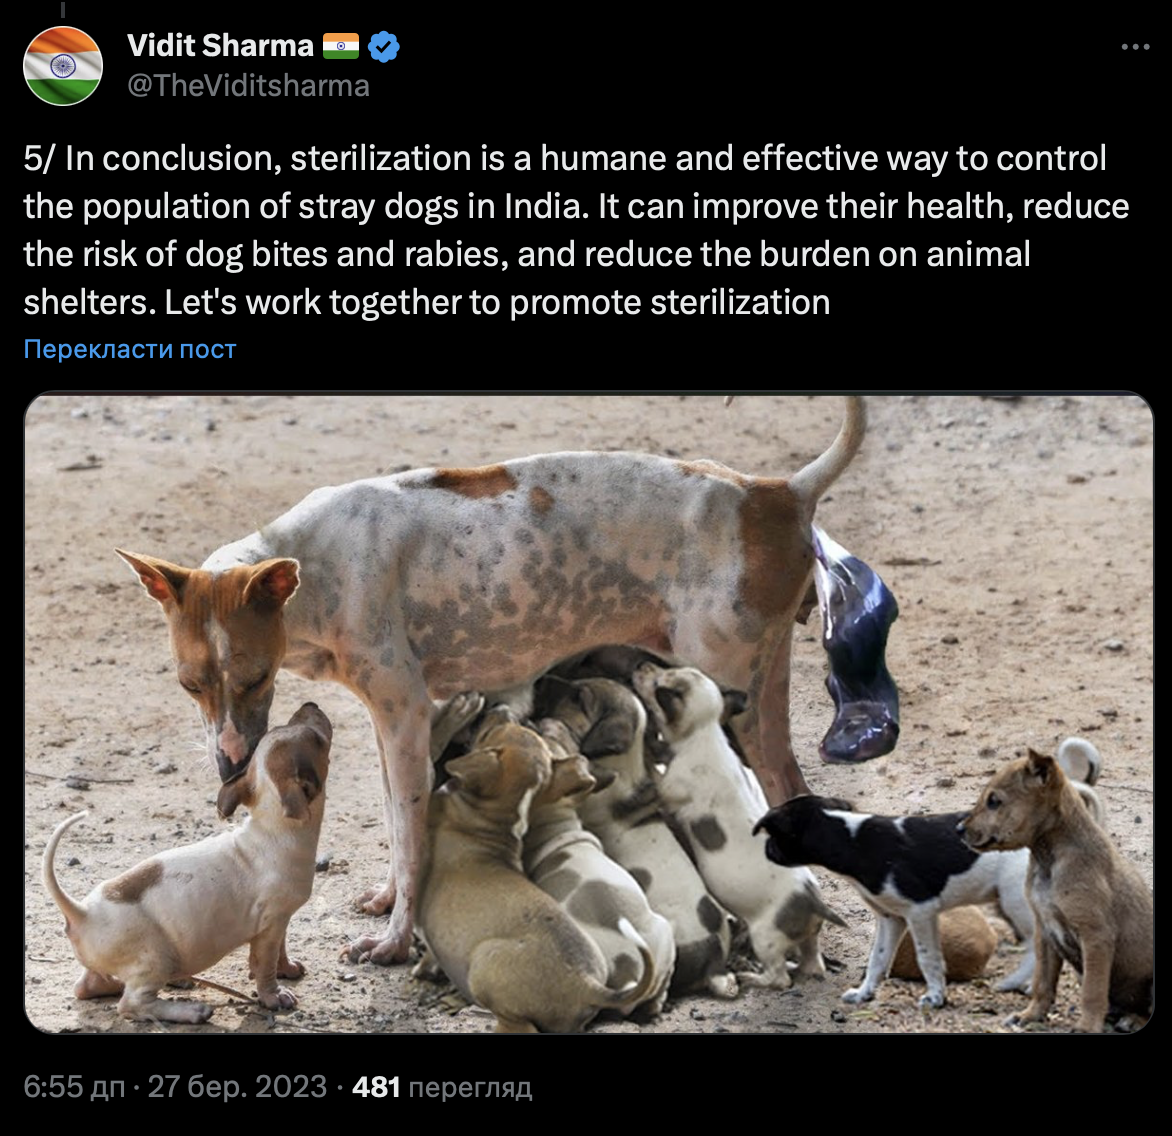 Vidit Sharma 🇮🇳
@TheViditsharma
5/ In conclusion, sterilization is a humane and effective way to control
the population of stray dogs in India. It can improve their health, reduce
the risk of dog bites and rabies, and reduce the burden on animal
shelters. Let's work together to promote sterilization
Перекласти пост
6:55 дп · 27 бер. 2023 · 481 перегляд